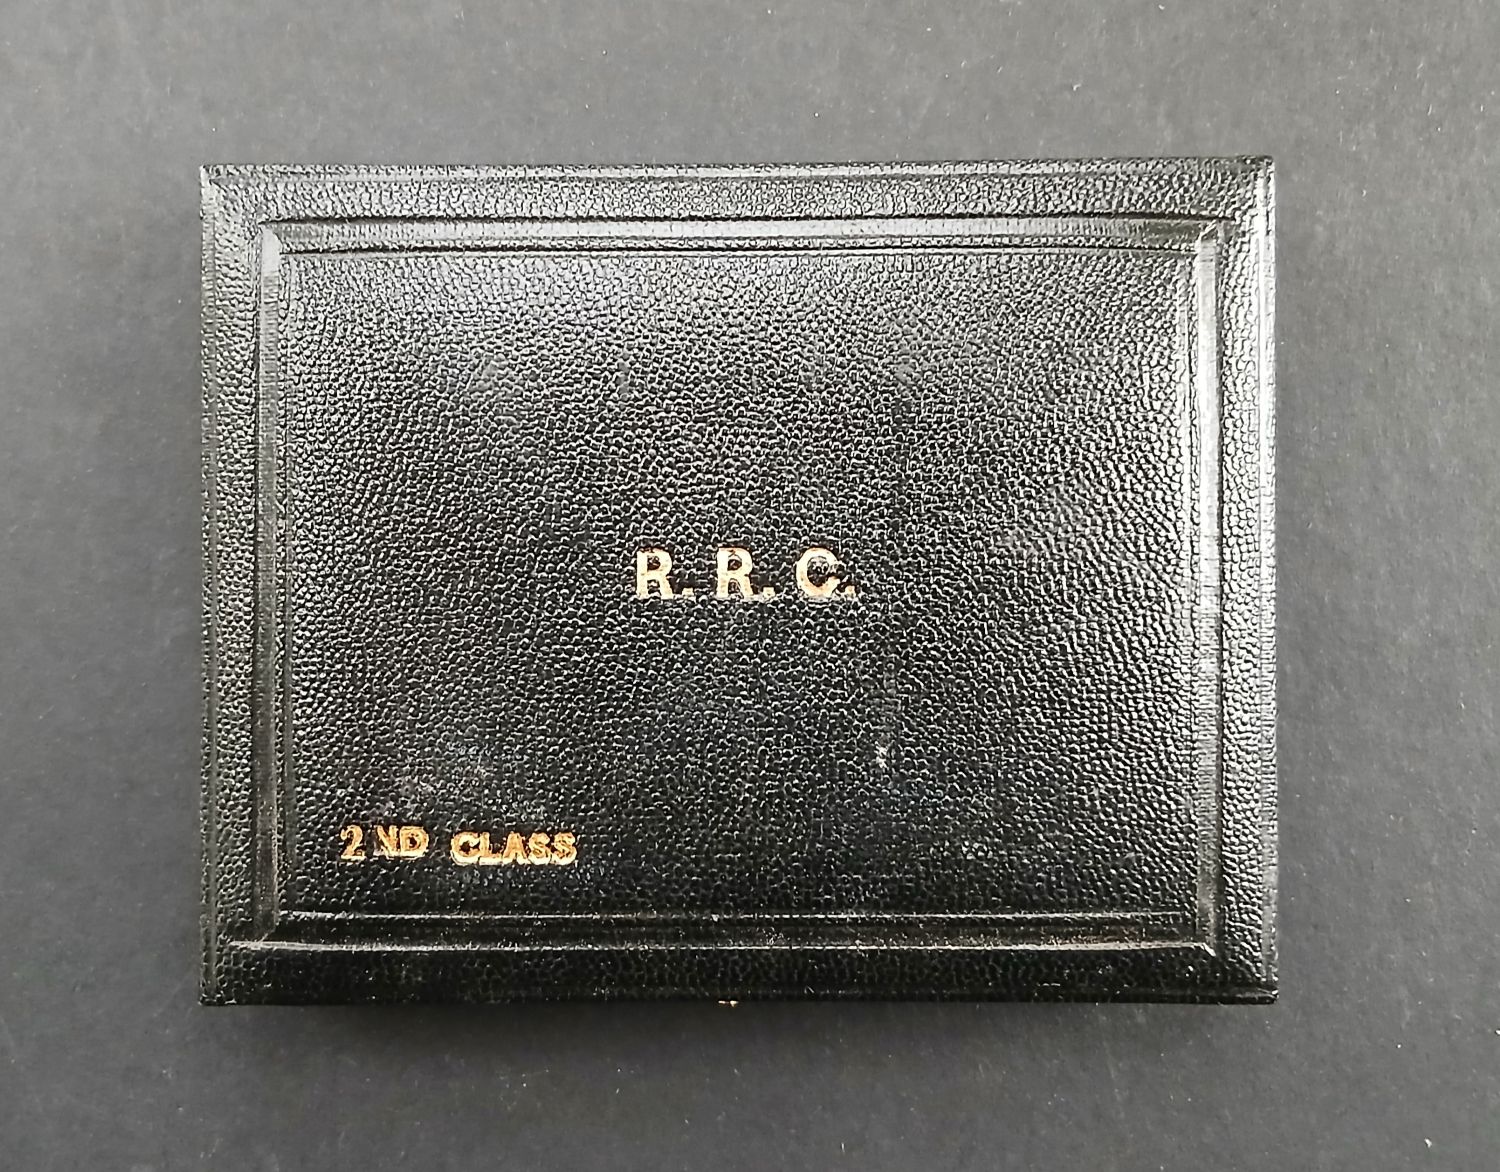 R. R. C.
2ND CLASS